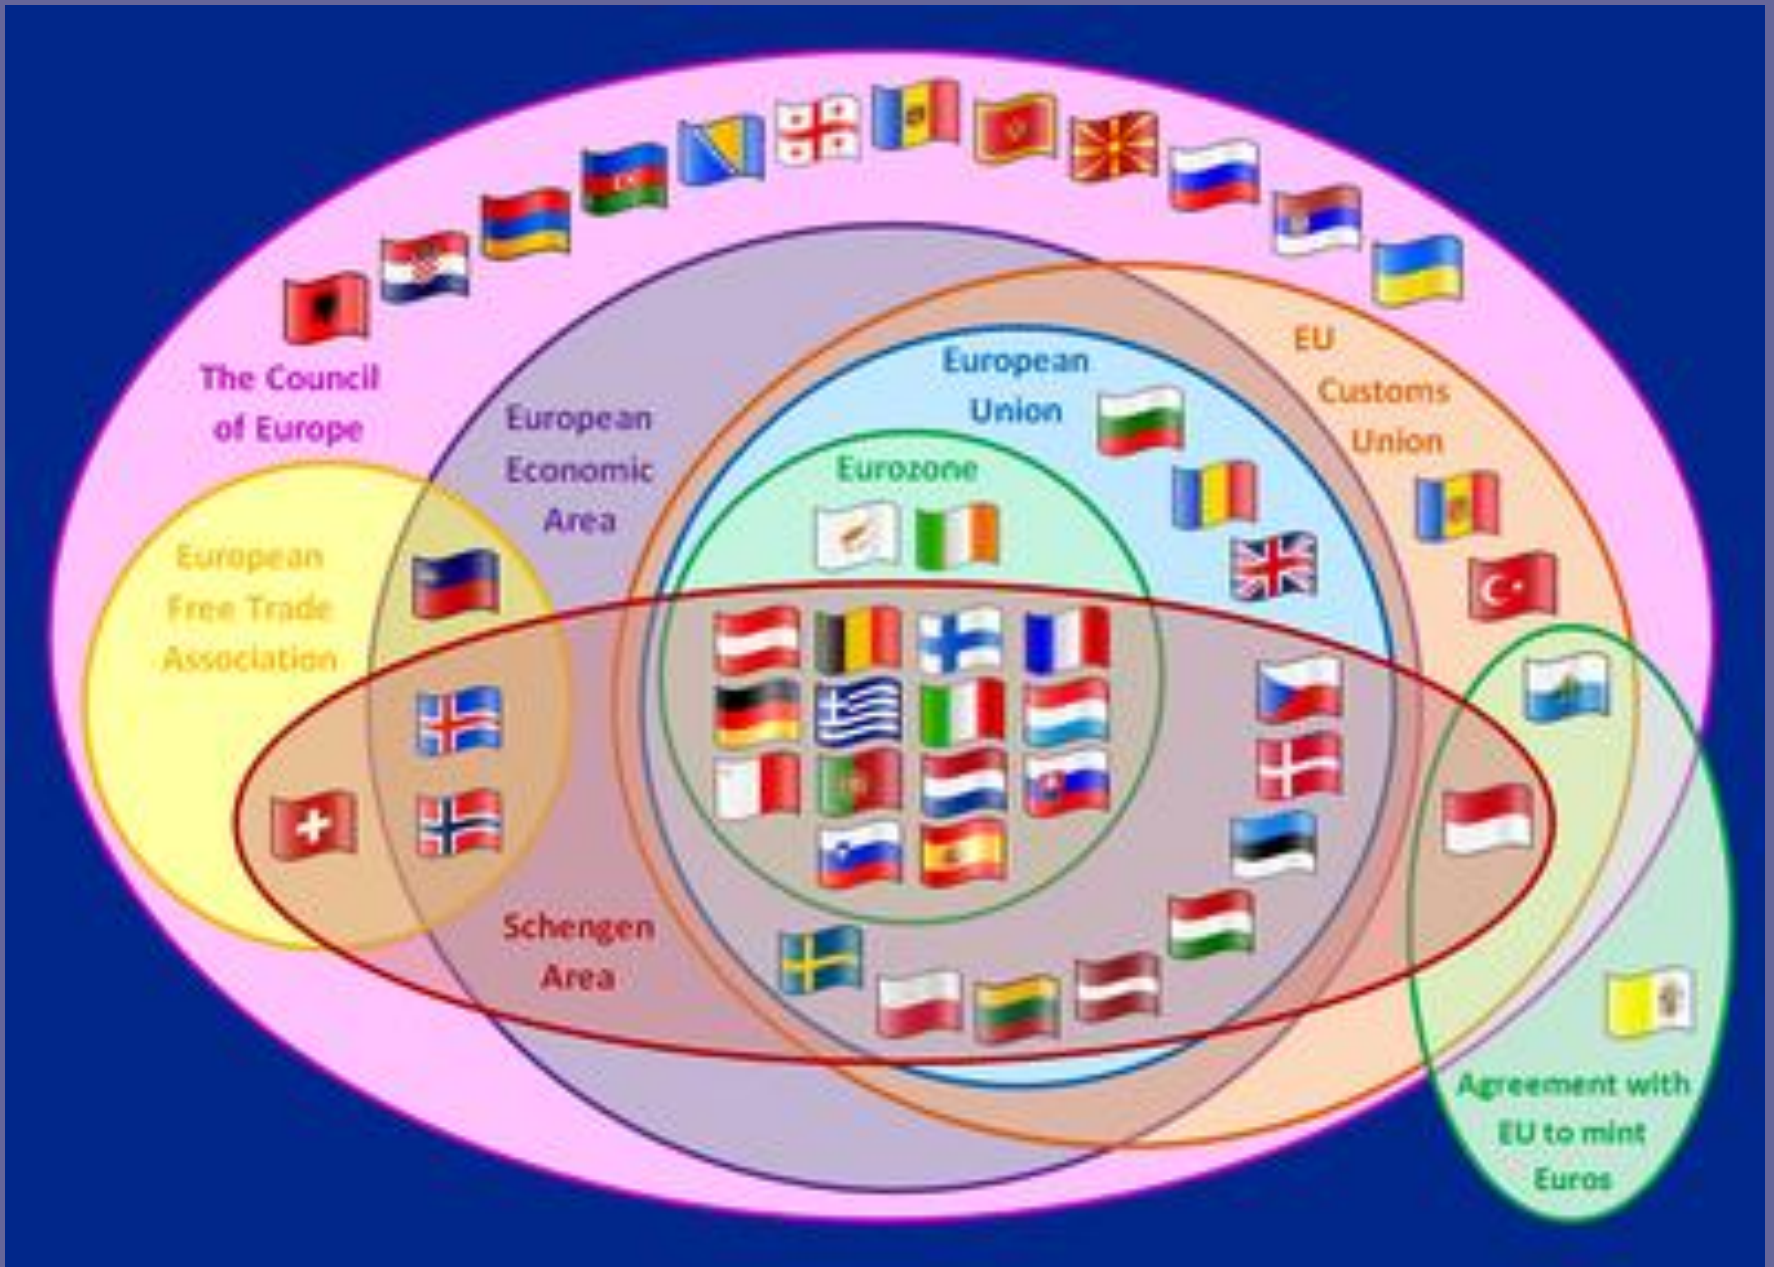 The Council
of Europe
European
Economic
Area
European
Union
EU
Customs
Union
Eurozone
European
Free Trade
Association
Schengen
Area
Agreement with
EU to mint
Euros